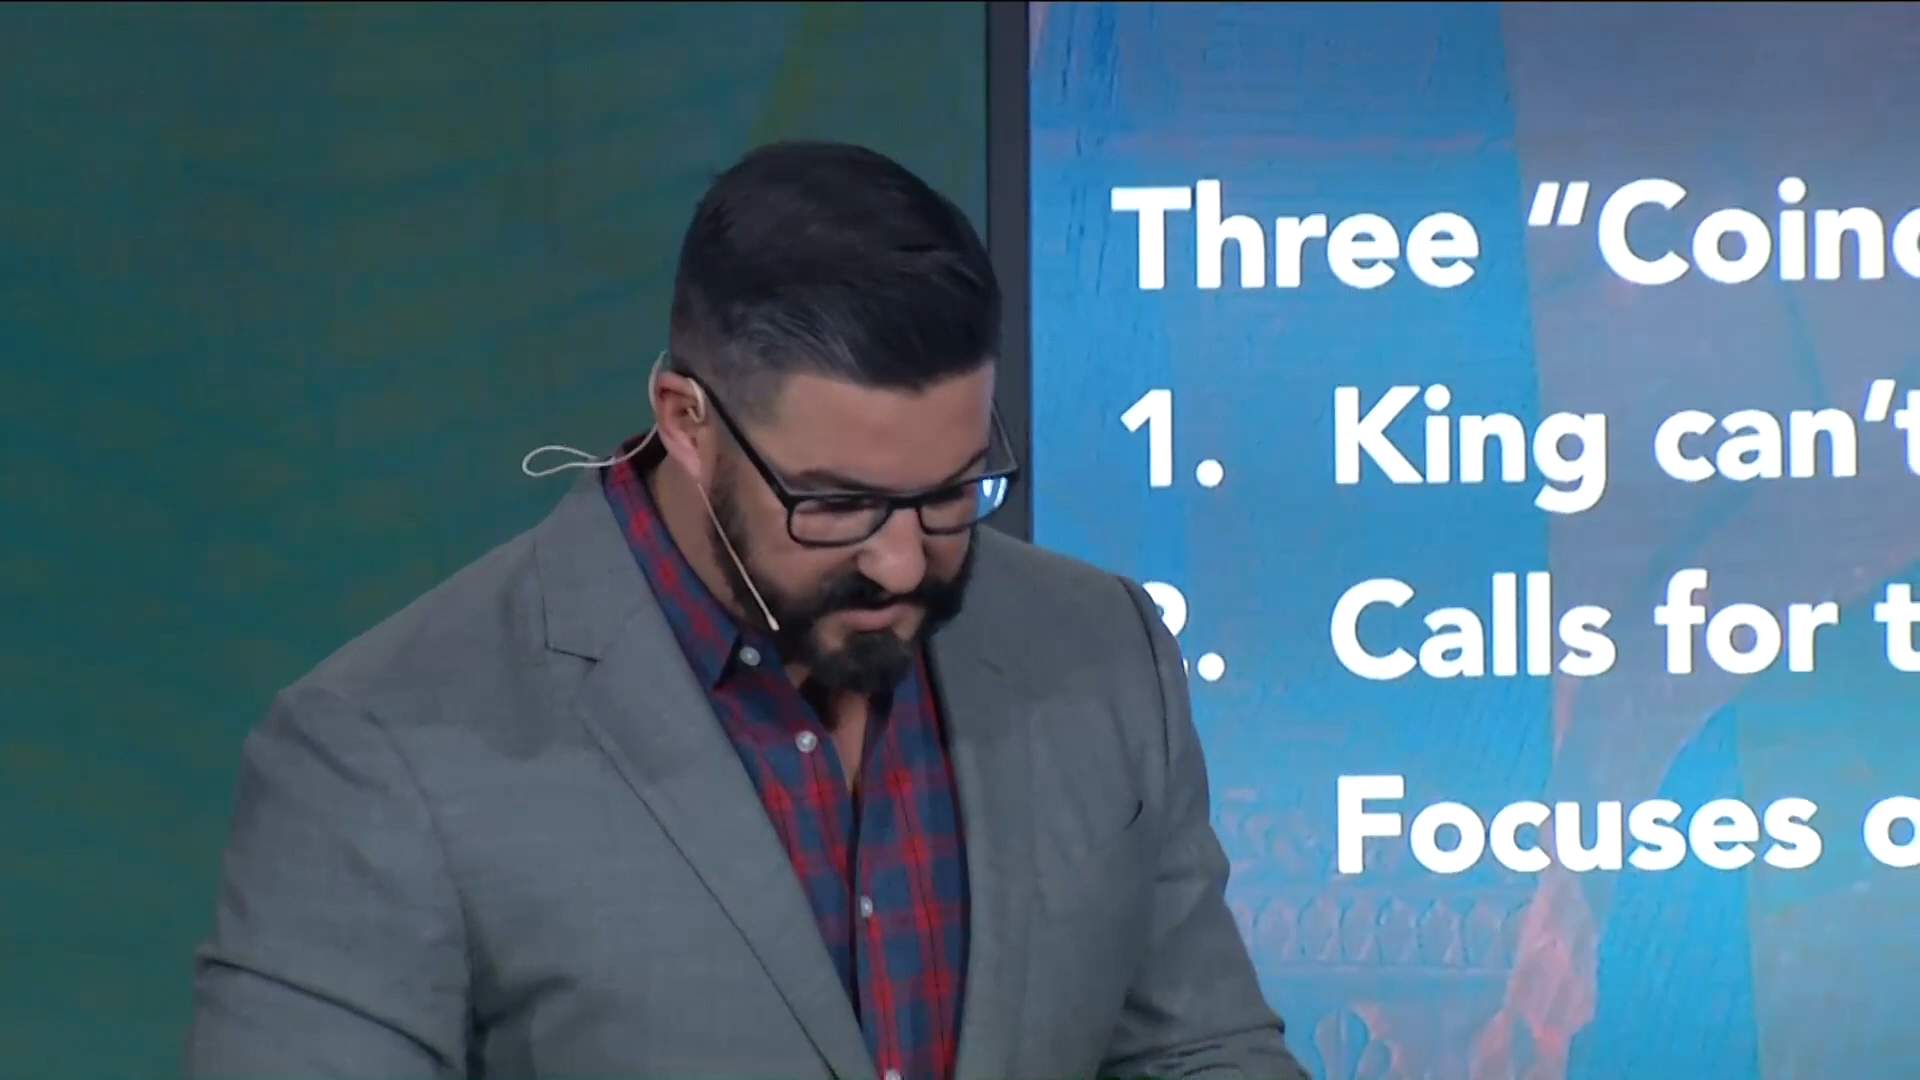 Three “Coinc
1. King can’t
2. Calls for t
Focuses o